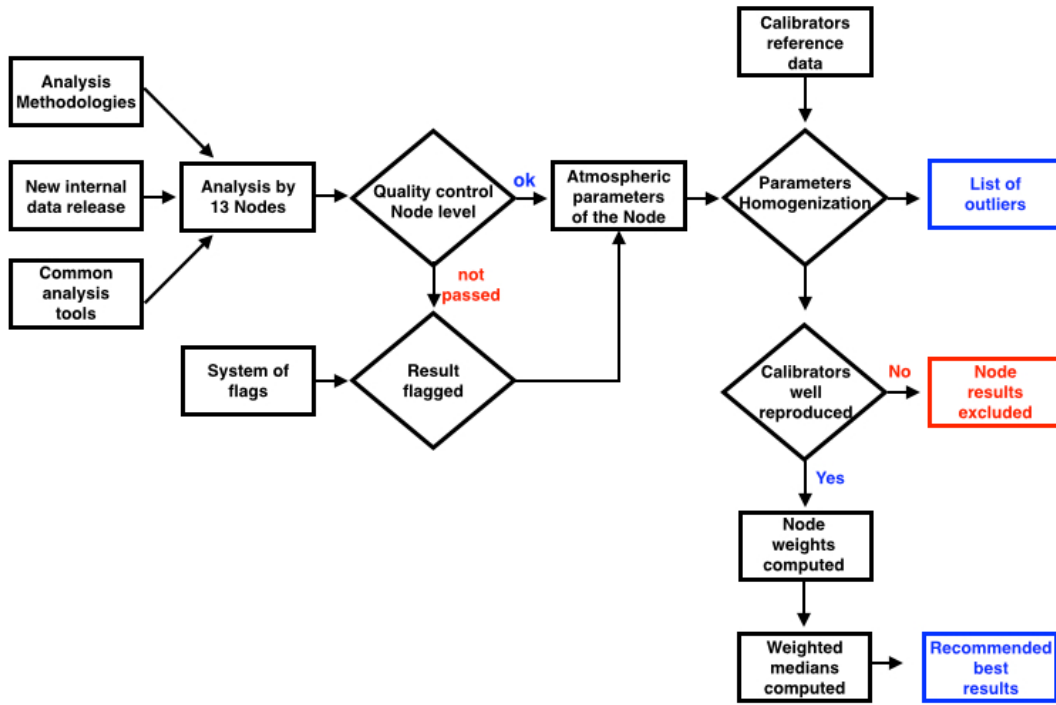 Calibrators
reference
data
Analysis
Methodologies
New internal
data release
Analysis by
13 Nodes
Quality control
Node level
ok
Atmospheric
parameters
of the Node
Parameters
Homogenization
List of
outliers
Common
analysis
tools
not
passed
System of
flags
Result
flagged
Calibrators
well
reproduced
No
Node
results
excluded
Yes
Node
weights
computed
Weighted
medians
computed
Recommended
best
results